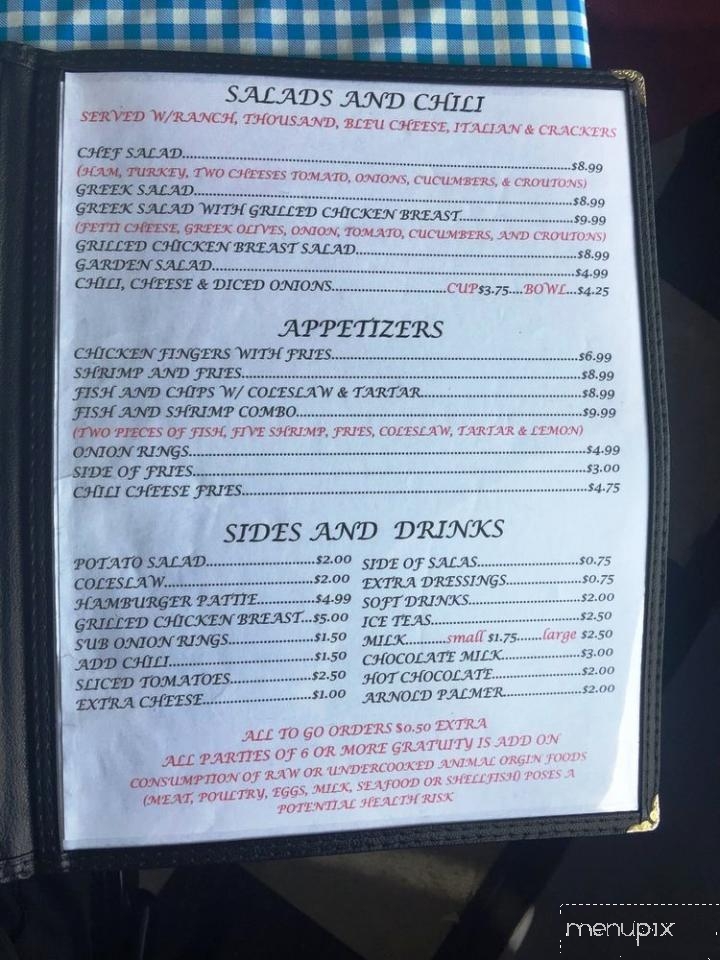 SALADS AND CHILI
SERVED W/RANCH, THOUSAND, BLEU CHEESE, ITALIAN & CRACKERS
CHEF SALAD.....$8.99
(HAM, TURKEY, TWO CHEESES TOMATO, ONIONS, CUCUMBERS, & CROUTONS)
GREEK SALAD.....$8.99
GREEK SALAD WITH GRILLED CHICKEN BREAST.....$9.99
(FETTI CHEESE, GREEK OLIVES, ONION, TOMATO, CUCUMBERS, AND CROUTONS)
GRILLED CHICKEN BREAST SALAD.....$8.99
GARDEN SALAD.....$4.99
CHILI, CHEESE & DICED ONIONS.....CUP $3.75....BOWL...$4.25
APPETIZERS
CHICKEN FINGERS WITH FRIES.....$6.99
SHRIMP AND FRIES.....$8.99
FISH AND CHIPS W/ COLESLAW & TARTAR.....$8.99
FISH AND SHRIMP COMBO.....$9.99
(TWO PIECES OF FISH, FIVE SHRIMP, FRIES, COLESLAW, TARTAR & LEMON)
ONION RINGS.....$4.99
SIDE OF FRIES.....$3.00
CHILI CHEESE FRIES.....$4.75
SIDES AND DRINKS
POTATO SALAD.....$2.00
COLESLAW.....$2.00
HAMBURGER PATTIE.....$4.99
GRILLED CHICKEN BREAST...$5.00
SUB ONION RINGS.....$1.50
ADD CHILI.....$1.50
SLICED TOMATOES.....$2.50
EXTRA CHEESE.....$1.00
SIDE OF SALAS.....$0.75
EXTRA DRESSINGS.....$0.75
SOFT DRINKS.....$2.00
ICE TEAS.....$2.50
MILK.....small $1.75.....large $2.50
CHOCOLATE MILK.....$3.00
HOT CHOCOLATE.....$2.00
ARNOLD PALMER.....$2.00
ALL TO GO ORDERS $0.50 EXTRA
ALL PARTIES OF 6 OR MORE GRATUITY IS ADD ON
CONSUMPTION OF RAW OR UNDERCOOKED ANIMAL ORGIN FOODS
(MEAT, POULTRY, EGGS, MILK, SEAFOOD OR SHELLFISH) POSES A
POTENTIAL HEALTH RISK
menupix